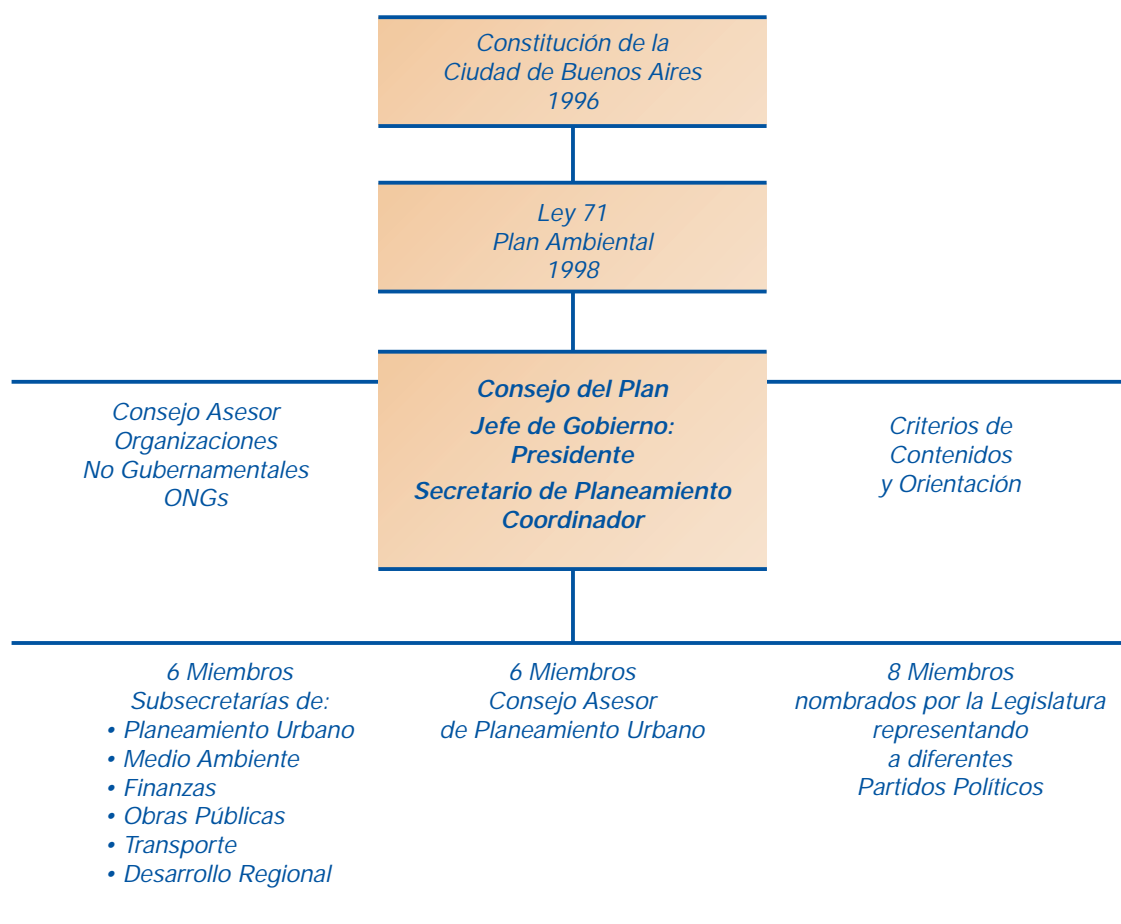 Constitución de la
Ciudad de Buenos Aires
1996
Ley 71
Plan Ambiental
1998
Consejo del Plan
Jefe de Gobierno:
Presidente
Secretario de Planeamiento
Coordinador
Consejo Asesor
Organizaciones
No Gubernamentales
ONGs
Criterios de
Contenidos
y Orientación
6 Miembros
Subsecretarías de:
• Planeamiento Urbano
• Medio Ambiente
• Finanzas
• Obras Públicas
• Transporte
• Desarrollo Regional
6 Miembros
Consejo Asesor
de Planeamiento Urbano
8 Miembros
nombrados por la Legislatura
representando
a diferentes
Partidos Políticos